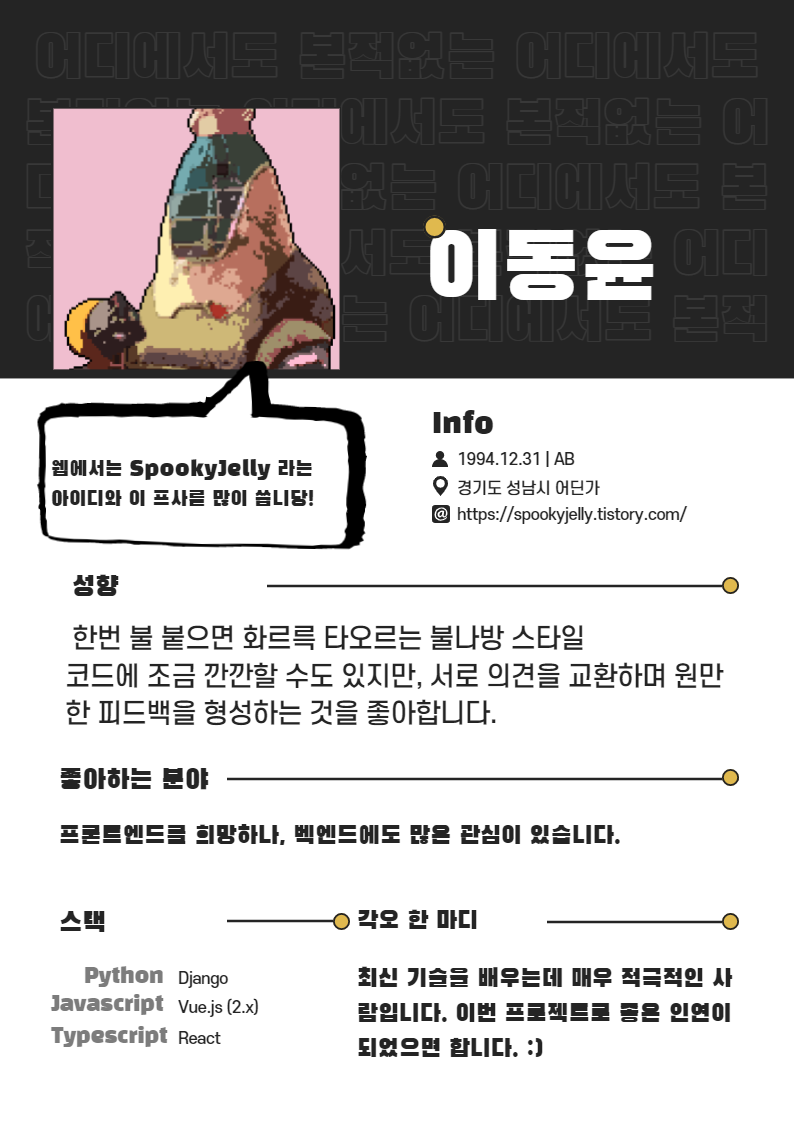 어디에서도 본적없는 어디에서도
본적없는 어디에서도 본적없는 어
디에서도 본적없는 어디에서도 본
적없는 어디에서도 본적없는 어디
에서도 본적없는 어디에서도 본적
이동윤
웹에서는 SpookyJelly 라는
아이디와 이 프사를 많이 씁니당!
Info
1994.12.31 | AB
경기도 성남시 어딘가
https://spookyjelly.tistory.com/
성향
한번 불 붙으면 화르륵 타오르는 불나방 스타일
코드에 조금 깐깐할 수도 있지만, 서로 의견을 교환하며 원만
한 피드백을 형성하는 것을 좋아합니다.
좋아하는 분야
프론트엔드를 희망하나, 벡엔드에도 많은 관심이 있습니다.
스택
Python Django
Javascript Vue.js (2.x)
Typescript React
각오 한 마디
최신 기술을 배우는데 매우 적극적인 사
람입니다. 이번 프로젝트로 좋은 인연이
되었으면 합니다. :)